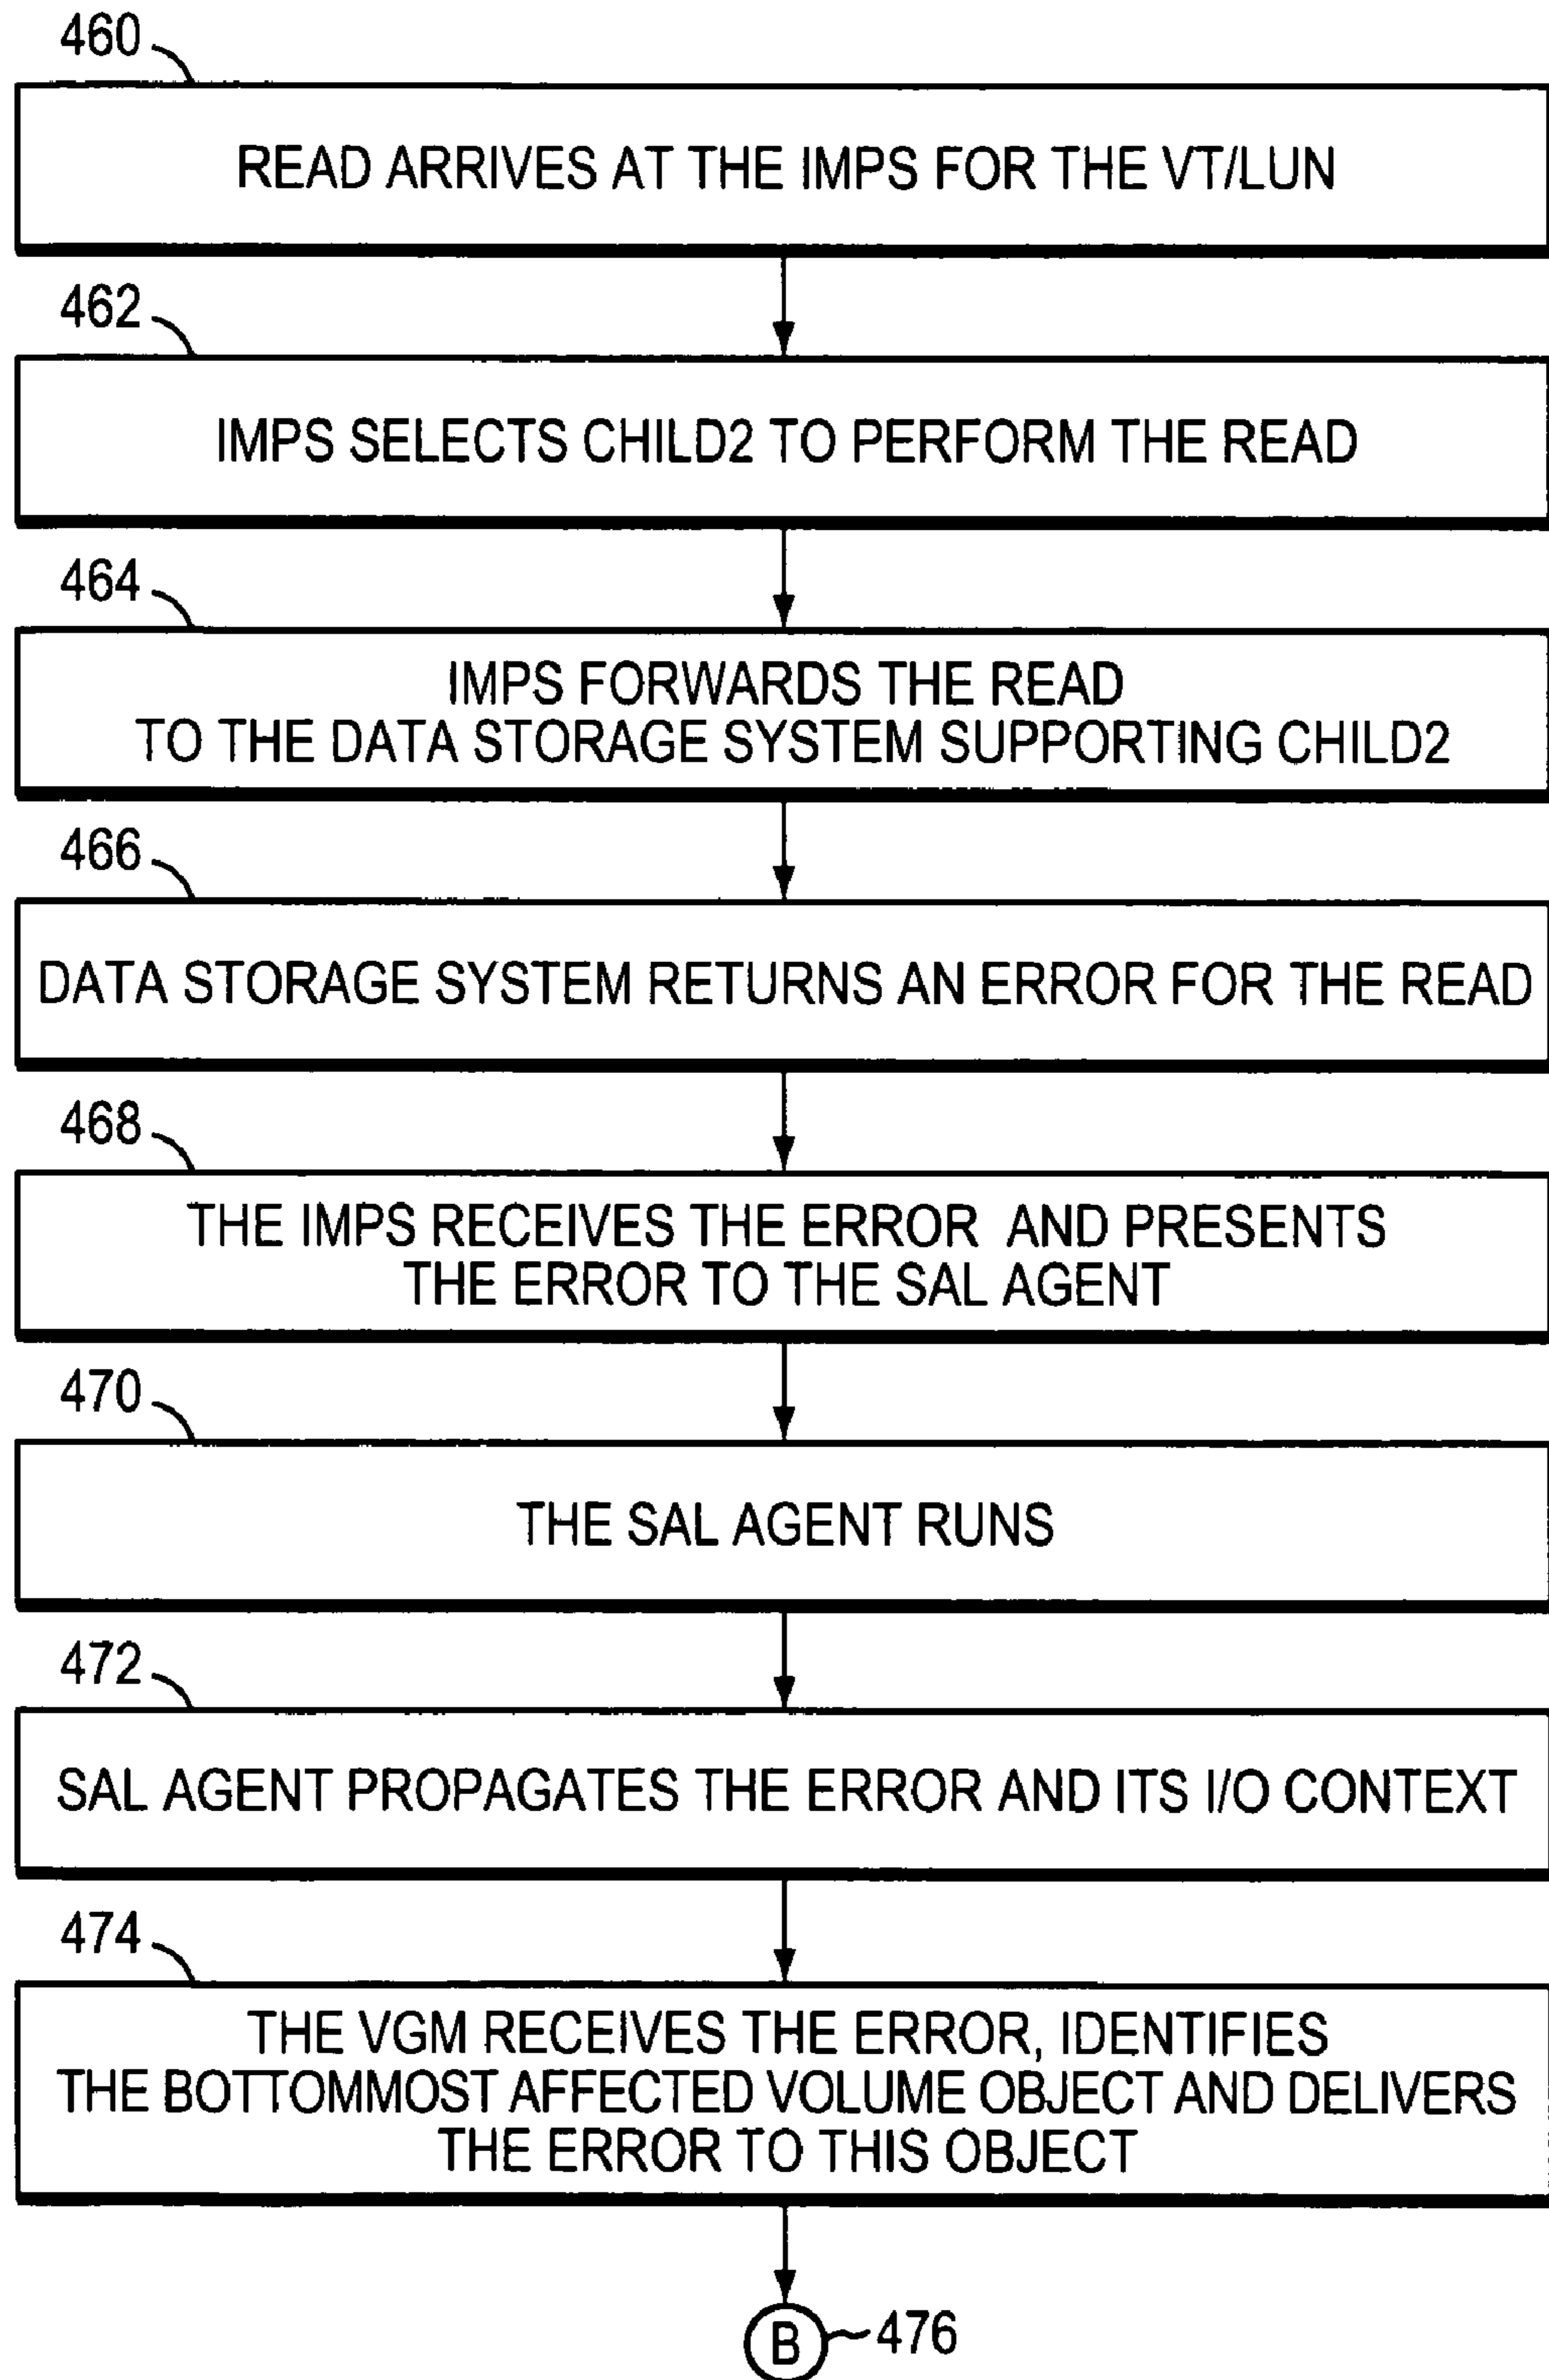 460
READ ARRIVES AT THE IMPS FOR THE VT/LUN
462
IMPS SELECTS CHILD2 TO PERFORM THE READ
464
IMPS FORWARDS THE READ
TO THE DATA STORAGE SYSTEM SUPPORTING CHILD2
466
DATA STORAGE SYSTEM RETURNS AN ERROR FOR THE READ
468
THE IMPS RECEIVES THE ERROR AND PRESENTS
THE ERROR TO THE SAL AGENT
470
THE SAL AGENT RUNS
472
SAL AGENT PROPAGATES THE ERROR AND ITS I/O CONTEXT
474
THE VGM RECEIVES THE ERROR, IDENTIFIES
THE BOTTOMMOST AFFECTED VOLUME OBJECT AND DELIVERS
THE ERROR TO THIS OBJECT
B 476